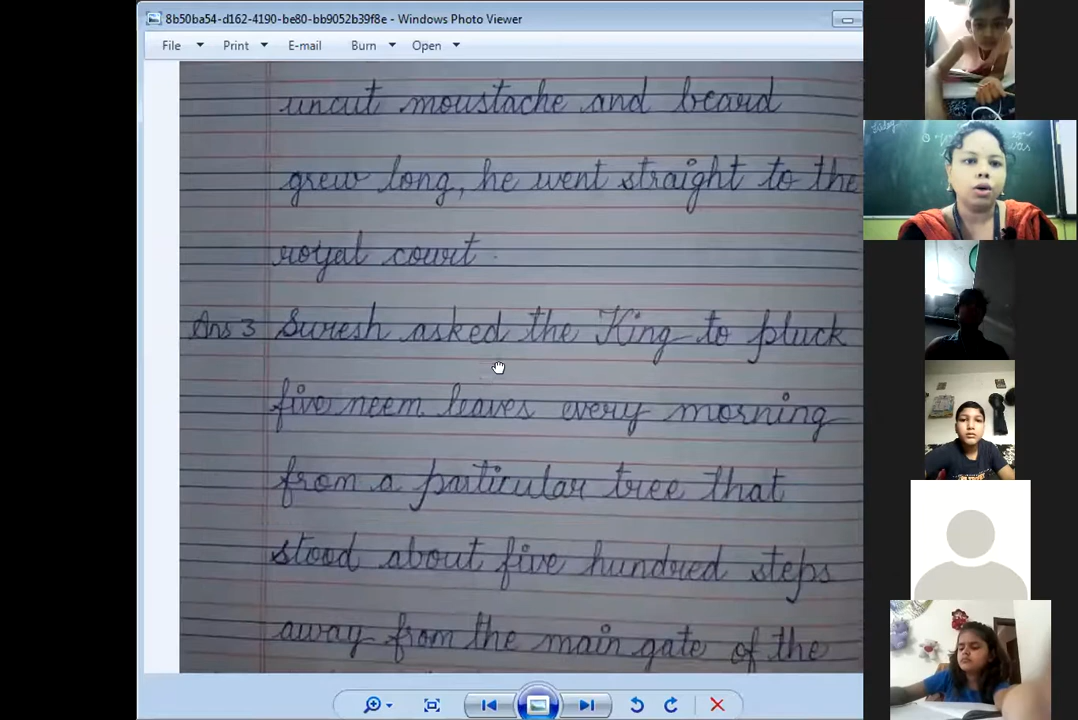 8b50ba54-d162-4190-be80-bb9052b39f8e - Windows Photo Viewer
File Print E-mail Burn Open
uncut moustache and beard
grew long, he went straight to the
royal court.
Ans 3 Suresh asked the King to pluck
five neem leaves every morning
from a particular tree that
stood about five hundred steps
away from the main gate of the
was